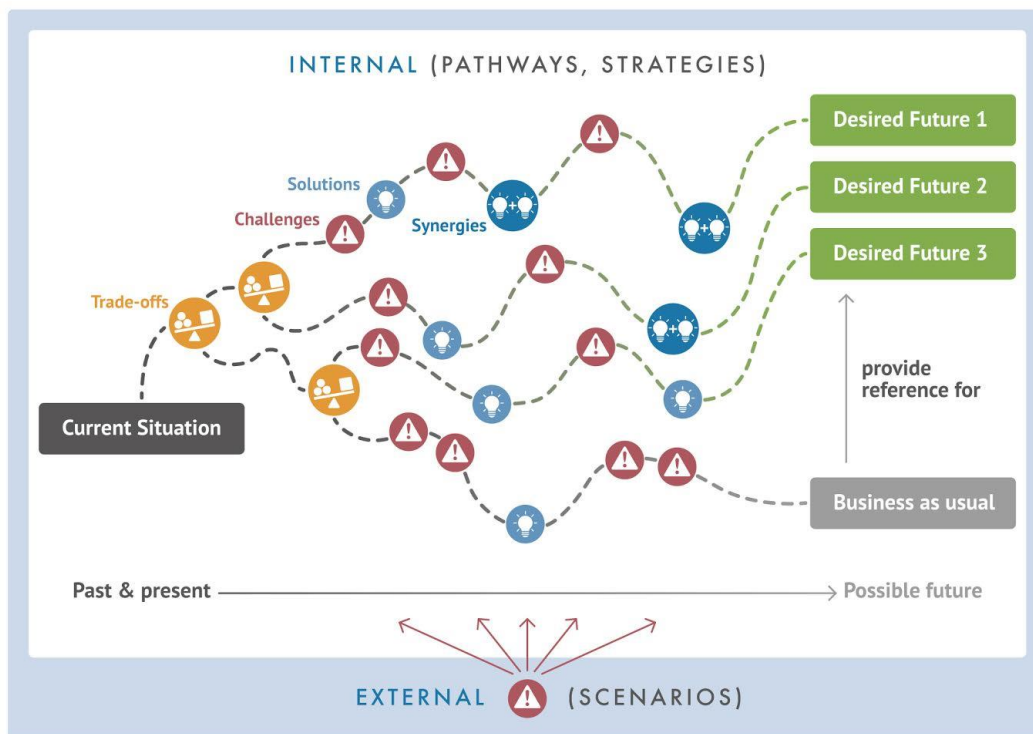 INTERNAL (PATHWAYS, STRATEGIES)
Desired Future 1
Solutions
Desired Future 2
Challenges
Synergies
Desired Future 3
Trade-offs
provide
reference for
Current Situation
Business as usual
Past & present
Possible future
EXTERNAL (SCENARIOS)